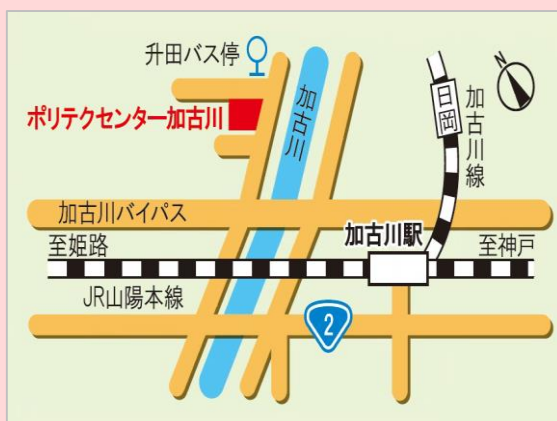 升田バス停
N
ポリテクセンター加古川
加古川
日岡
加古川線
加古川バイパス
加古川駅
至姫路
至神戸
JR山陽本線
2